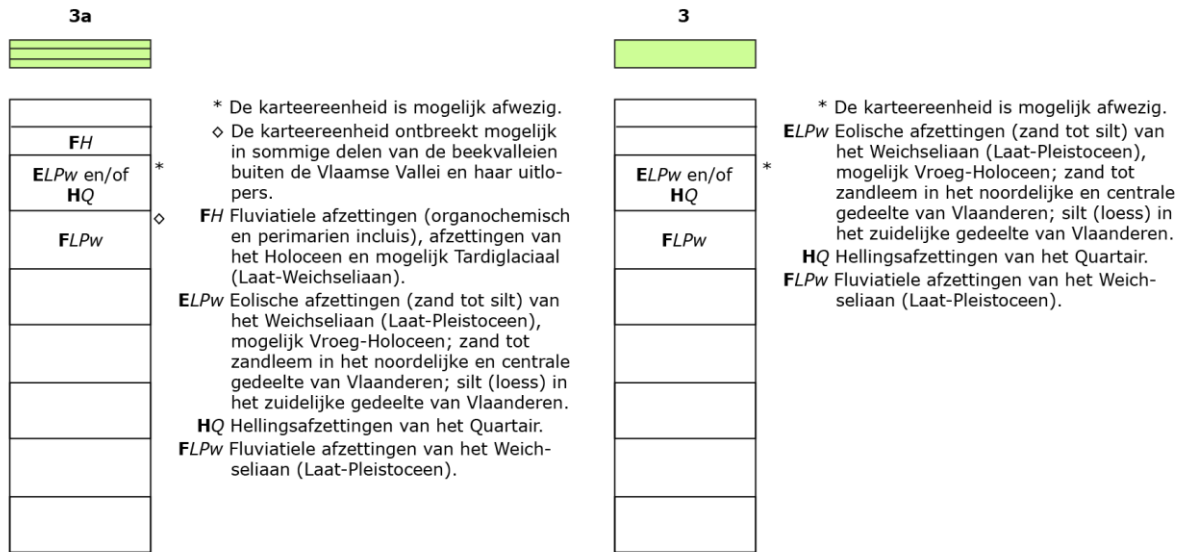 3a
FH
ELPw en/of
HQ
*
◇
FLPw
* De karteereenheid is mogelijk afwezig.
◇ De karteereenheid ontbreekt mogelijk
in sommige delen van de beekvalleien
buiten de Vlaamse Vallei en haar uitlo-
pers.
FH Fluviatiele afzettingen (organochemisch
en perimarien incluis), afzettingen van
het Holoceen en mogelijk Tardiglaciaal
(Laat-Weichseliaan).
ELPw Eolische afzettingen (zand tot silt) van
het Weichseliaan (Laat-Pleistoceen),
mogelijk Vroeg-Holoceen; zand tot
zandleem in het noordelijke en centrale
gedeelte van Vlaanderen; silt (loess) in
het zuidelijke gedeelte van Vlaanderen.
HQ Hellingsafzettingen van het Quartair.
FLPw Fluviatiele afzettingen van het Weich-
seliaan (Laat-Pleistoceen).
3
ELPw en/of
HQ
*
FLPw
* De karteereenheid is mogelijk afwezig.
ELPw Eolische afzettingen (zand tot silt) van
het Weichseliaan (Laat-Pleistoceen),
mogelijk Vroeg-Holoceen; zand tot
zandleem in het noordelijke en centrale
gedeelte van Vlaanderen; silt (loess) in
het zuidelijke gedeelte van Vlaanderen.
HQ Hellingsafzettingen van het Quartair.
FLPw Fluviatiele afzettingen van het Weich-
seliaan (Laat-Pleistoceen).